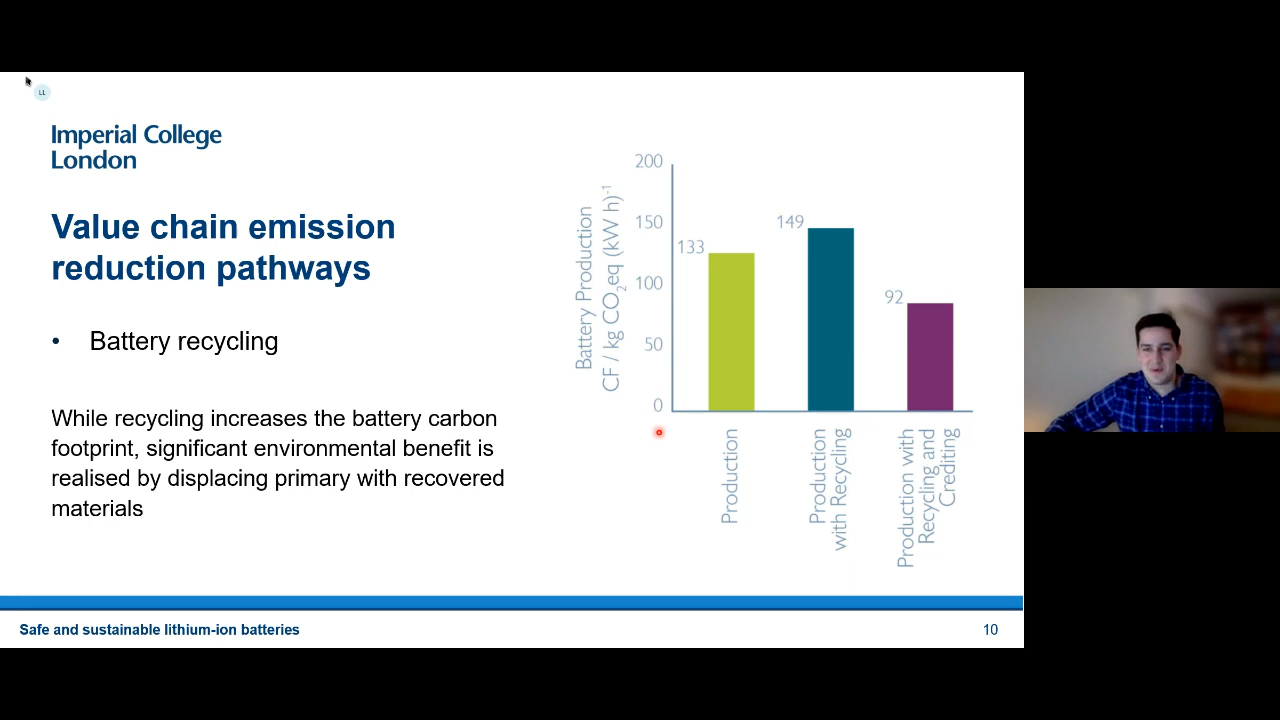 LL
Imperial College
London
Value chain emission
reduction pathways
• Battery recycling
While recycling increases the battery carbon
footprint, significant environmental benefit is
realised by displacing primary with recovered
materials
Battery Production
CF / kg CO2eq (kW h)-1
200
150
100
50
0
133
149
92
Production
Production
with Recycling
Production with
Recycling and
Crediting
Safe and sustainable lithium-ion batteries
10